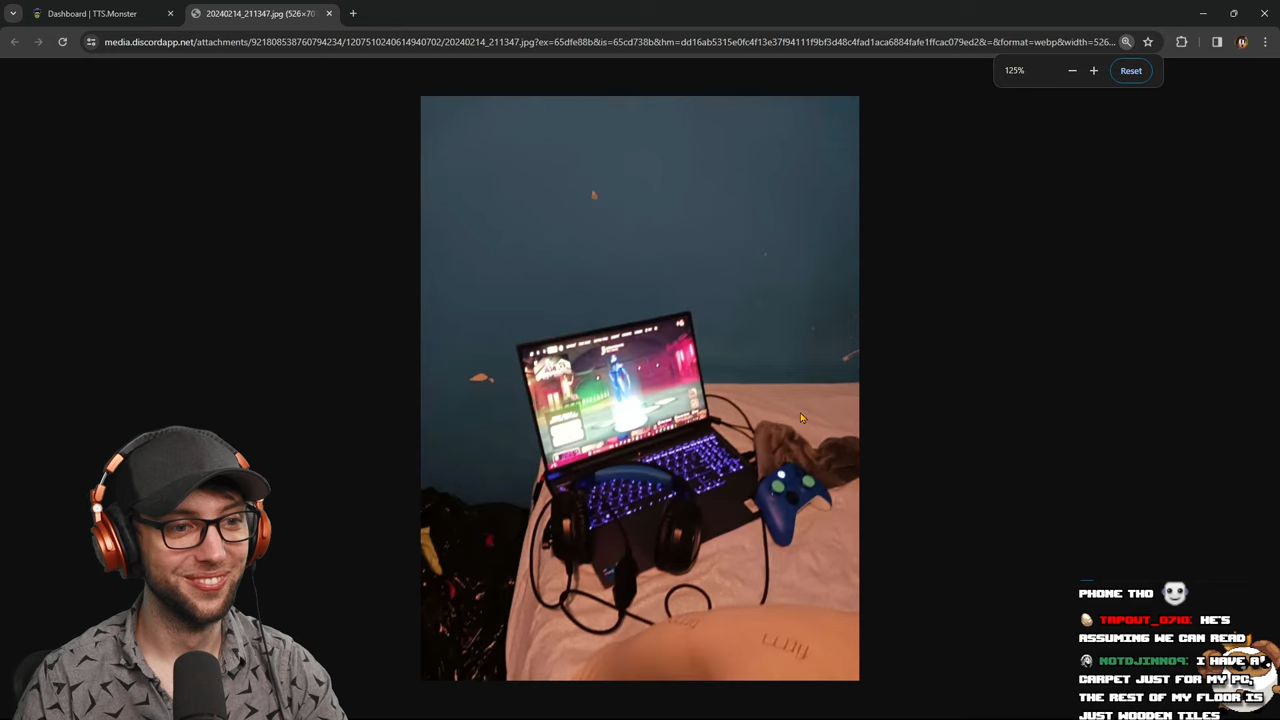 Dashboard | TTS.Monster
20240214_211347.jpg (526×70
media.discordapp.net/attachments/921808538760794234/1207510240614940702/20240214_211347.jpg?ex=65dfe88b&is=65cd738b&hm=dd16ab5315e0fc4f13e37f94111f9bf3d48c4fad1aca6884fafe1ffcac079ed2&=&format=webp&width=526...
125%
Reset
PHONE THO
TAPOUT_0710: HE'S
ASSUMING WE CAN READ
NOTDJINN09: I HAVE A
CARPET JUST FOR MY PC,
THE REST OF MY FLOOR IS
JUST WOODEN TILES